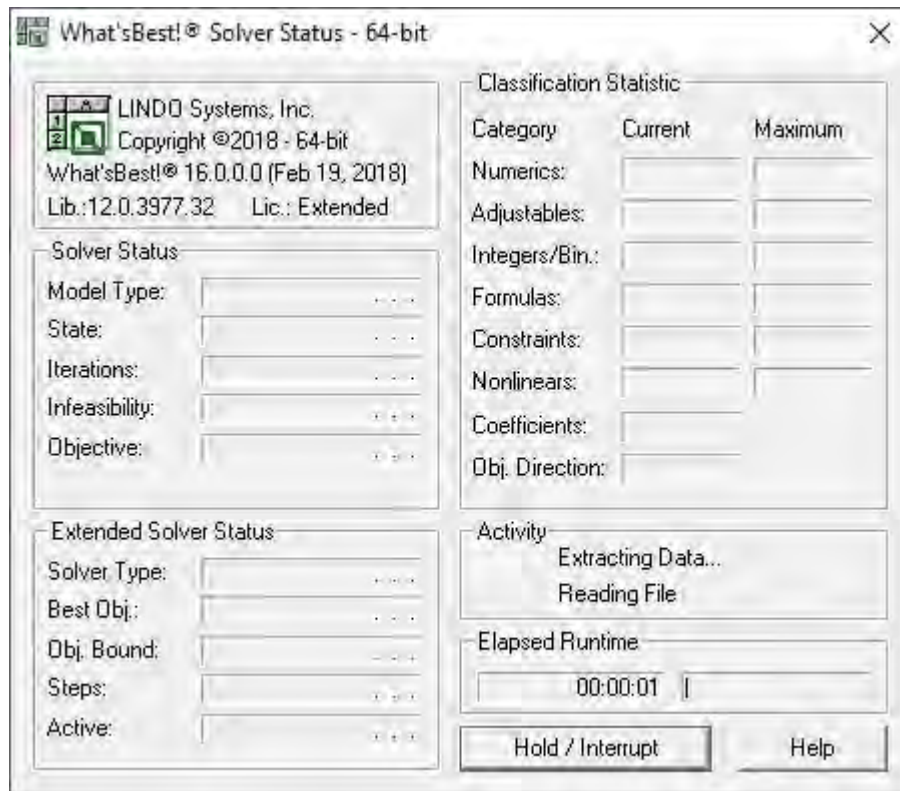 What'sBest!® Solver Status - 64-bit
LINDO Systems, Inc.
Copyright ©2018 - 64-bit
What'sBest!® 16.0.0.0 (Feb 19, 2018)
Lib.:12.0.3977.32 Lic.: Extended
Solver Status
Model Type: . . .
State: . . .
Iterations: . . .
Infeasibility: . . .
Objective: . . .
Extended Solver Status
Solver Type: . . .
Best Obj.: . . .
Obj. Bound: . . .
Steps: . . .
Active: . . .
Classification Statistic
Category Current Maximum
Numerics:
Adjustables:
Integers/Bin.:
Formulas:
Constraints:
Nonlinears:
Coefficients:
Obj. Direction:
Activity
Extracting Data...
Reading File
Elapsed Runtime
00:00:01 |
Hold / Interrupt Help